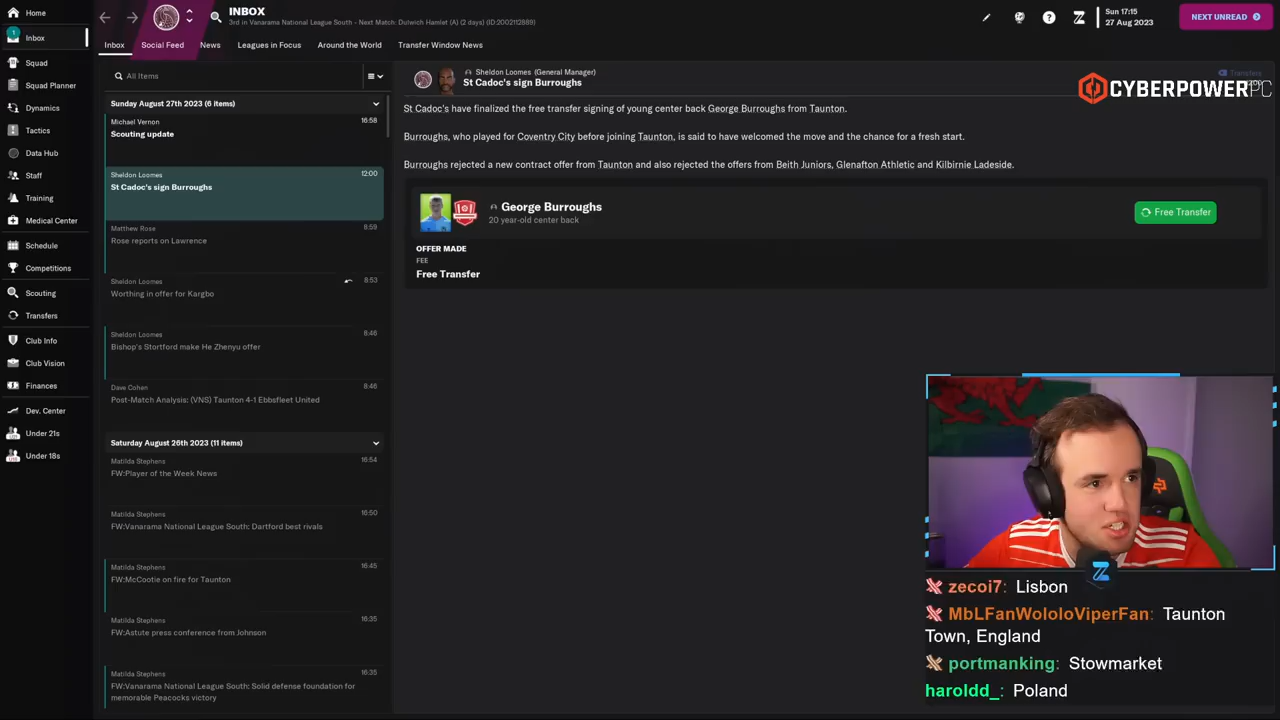 Home
Inbox
1
Squad
Squad Planner
Dynamics
Tactics
Data Hub
Staff
Training
Medical Center
Schedule
Competitions
Scouting
Transfers
Club Info
Club Vision
Finances
Dev. Center
Under 21s
Under 18s
INBOX
3rd in Vanarama National League South - Next Match: Dulwich Hamlet (A) (2 days) (ID:2002112889)
Sun 17:15
27 Aug 2023
NEXT UNREAD
Inbox
Social Feed
News
Leagues in Focus
Around the World
Transfer Window News
All Items
Sunday August 27th 2023 (6 items)
Michael Vernon 16:58
Scouting update
Sheldon Loomes 12:00
St Cadoc's sign Burroughs
Matthew Rose 8:59
Rose reports on Lawrence
Sheldon Loomes 8:53
Worthing in offer for Kargbo
Sheldon Loomes 8:46
Bishop's Stortford make He Zhenyu offer
Dave Cohen 8:46
Post-Match Analysis: (VNS) Taunton 4-1 Ebbsfleet United
Saturday August 26th 2023 (11 items)
Matilda Stephens 16:54
FW:Player of the Week News
Matilda Stephens 16:50
FW:Vanarama National League South: Dartford best rivals
Matilda Stephens 16:45
FW:McCootie on fire for Taunton
Matilda Stephens 16:35
FW:Astute press conference from Johnson
Matilda Stephens 16:35
FW:Vanarama National League South: Solid defense foundation for
memorable Peacocks victory
Sheldon Loomes (General Manager)
St Cadoc's sign Burroughs
Transfers
CYBERPOWERPC
St Cadoc's have finalized the free transfer signing of young center back George Burroughs from Taunton.
Burroughs, who played for Coventry City before joining Taunton, is said to have welcomed the move and the chance for a fresh start.
Burroughs rejected a new contract offer from Taunton and also rejected the offers from Beith Juniors, Glenafton Athletic and Kilbirnie Ladeside.
George Burroughs
20 year-old center back
Free Transfer
OFFER MADE
FEE
Free Transfer
zecoi7: Lisbon
MbLFanWololoViperFan: Taunton
Town, England
portmanking: Stowmarket
haroldd_: Poland